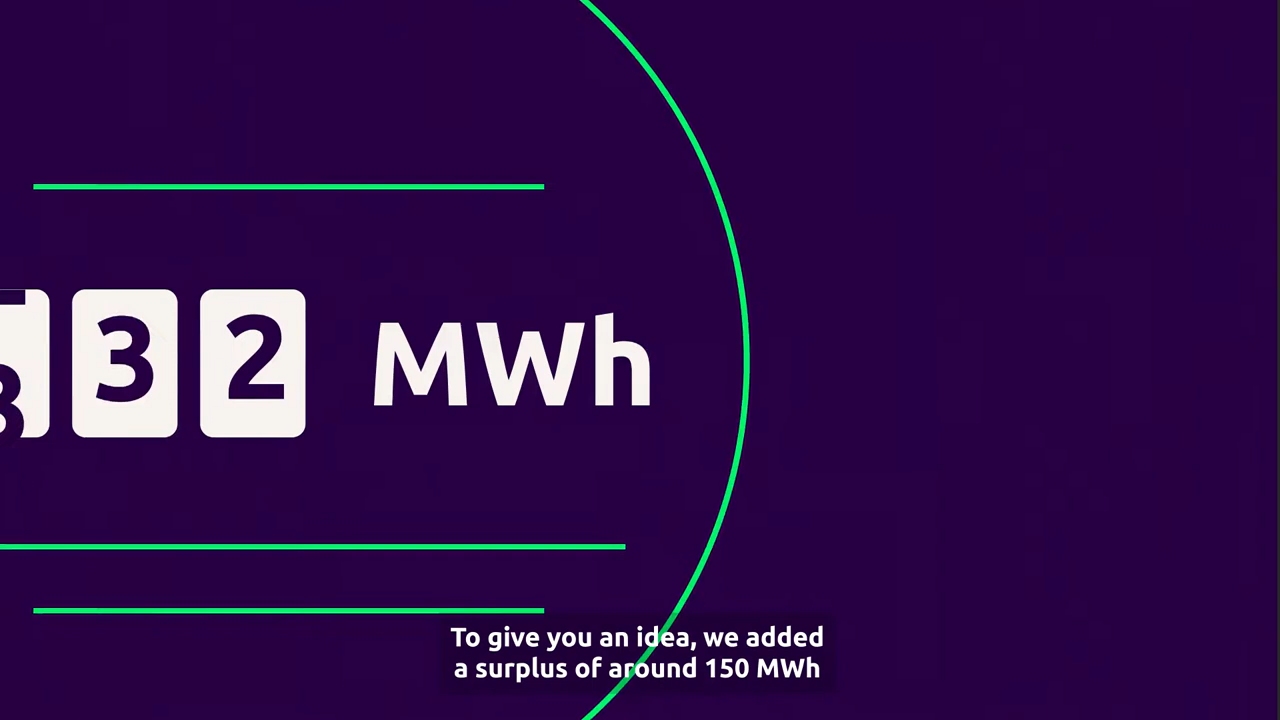 32 MWh
To give you an idea, we added
a surplus of around 150 MWh